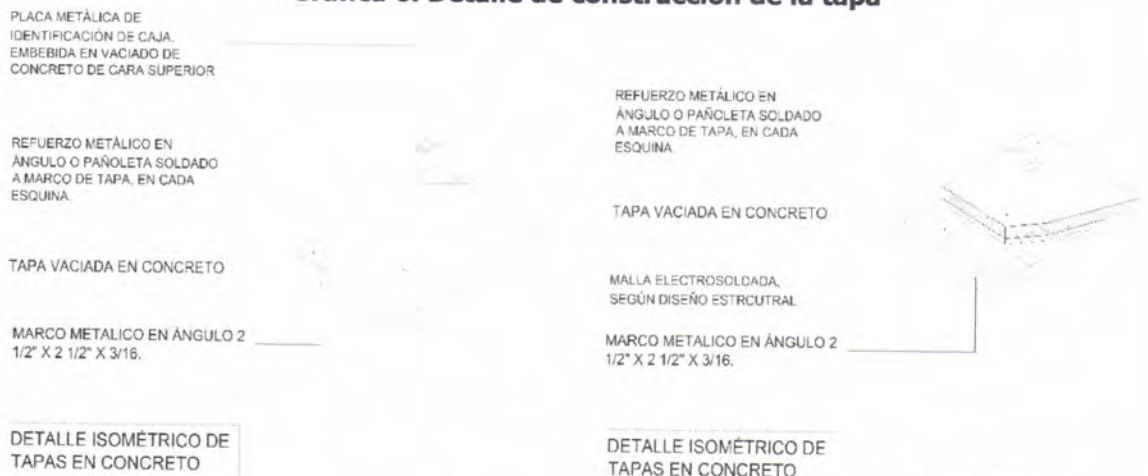 PLACA METÁLICA DE
IDENTIFICACIÓN DE CAJA,
EMBEBIDA EN VACIADO DE
CONCRETO DE CARA SUPERIOR
REFUERZO METÁLICO EN
ÁNGULO O PAÑOLETA SOLDADO
A MARCO DE TAPA, EN CADA
ESQUINA.
TAPA VACIADA EN CONCRETO
MARCO METALICO EN ÁNGULO 2
1/2" X 2 1/2" X 3/16.
DETALLE ISOMÉTRICO DE
TAPAS EN CONCRETO
REFUERZO METÁLICO EN
ÁNGULO O PAÑOLETA SOLDADO
A MARCO DE TAPA, EN CADA
ESQUINA.
TAPA VACIADA EN CONCRETO
MALLA ELECTROSOLDADA,
SEGÚN DISEÑO ESTRCUTRAL
MARCO METALICO EN ÁNGULO 2
1/2" X 2 1/2" X 3/16.
DETALLE ISOMÉTRICO DE
TAPAS EN CONCRETO